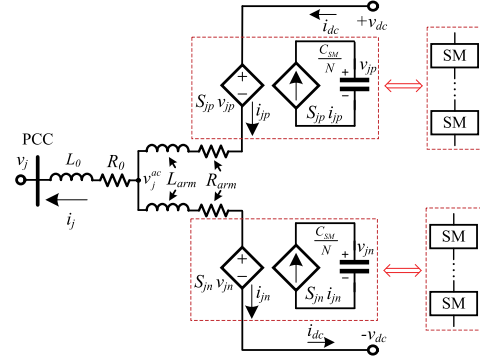 +v_dc
i_dc
C_SM/N
S_jp v_jp
i_jp
S_jp i_jp
v_jp
+
−
+
−
SM
SM
PCC
v_j
L_0
R_0
v_j^ac
L_arm
R_arm
i_j
C_SM/N
S_jn v_jn
i_jn
S_jn i_jn
v_jn
+
−
+
−
SM
SM
i_dc
-v_dc